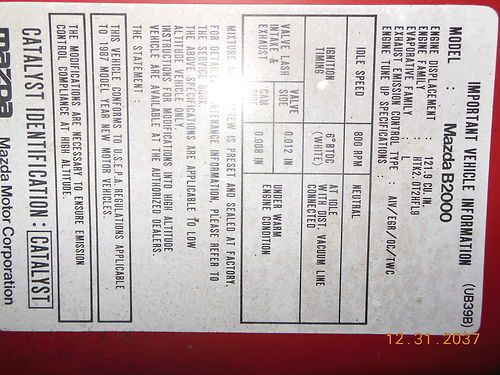 IMPORTANT VEHICLE INFORMATION (UB39B)
MODEL : Mazda B2000
ENGINE DISPLACEMENT : 121.9 CU. IN.
ENGINE FAMILY : HTK2.0T2HFL9
EVAPORATIVE FAMILY : L
EXHAUST EMISSION CONTROL TYPE : AIV/EGR/OC/TWC
ENGINE TUNE UP SPECIFICATIONS :
IDLE SPEED 800 RPM NEUTRAL
IGNITION TIMING 6° BTDC (WHITE) AT IDLE WITH DIST. VACUUM LINE CONNECTED
VALVE LASH INTAKE & EXHAUST VALVE SIDE 0.012 IN UNDER WARM ENGINE CONDITION
CAM SIDE 0.008 IN
MIXTURE SCREW IS PRESET AND SEALED AT FACTORY.
FOR INFORMATION, PLEASE REFER TO
THE SERVICE
THE ABOVE SPECIFICATIONS ARE APPLICABLE TO LOW
ALTITUDE VEHICLE ONLY.
INSTRUCTIONS FOR MODIFICATIONS INTO HIGH ALTITUDE
VEHICLE ARE AVAILABLE AT THE AUTHORIZED DEALERS.
THE STATEMENT :
THIS VEHICLE CONFORMS TO U.S.E.P.A. REGULATIONS APPLICABLE
TO 1987 MODEL YEAR NEW MOTOR VEHICLES.
THE MODIFICATIONS ARE NECESSARY TO ENSURE EMISSION
CONTROL COMPLIANCE AT HIGH ALTITUDE.
CATALYST IDENTIFICATION : CATALYST
mazda Mazda Motor Corporation
12.31.2037